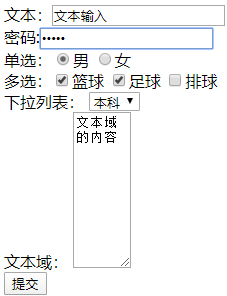 文本：文本输入
密码:•••••
单选： 男 女
多选： 篮球 足球 排球
下拉列表： 本科
文本域
的内容
文本域：
提交